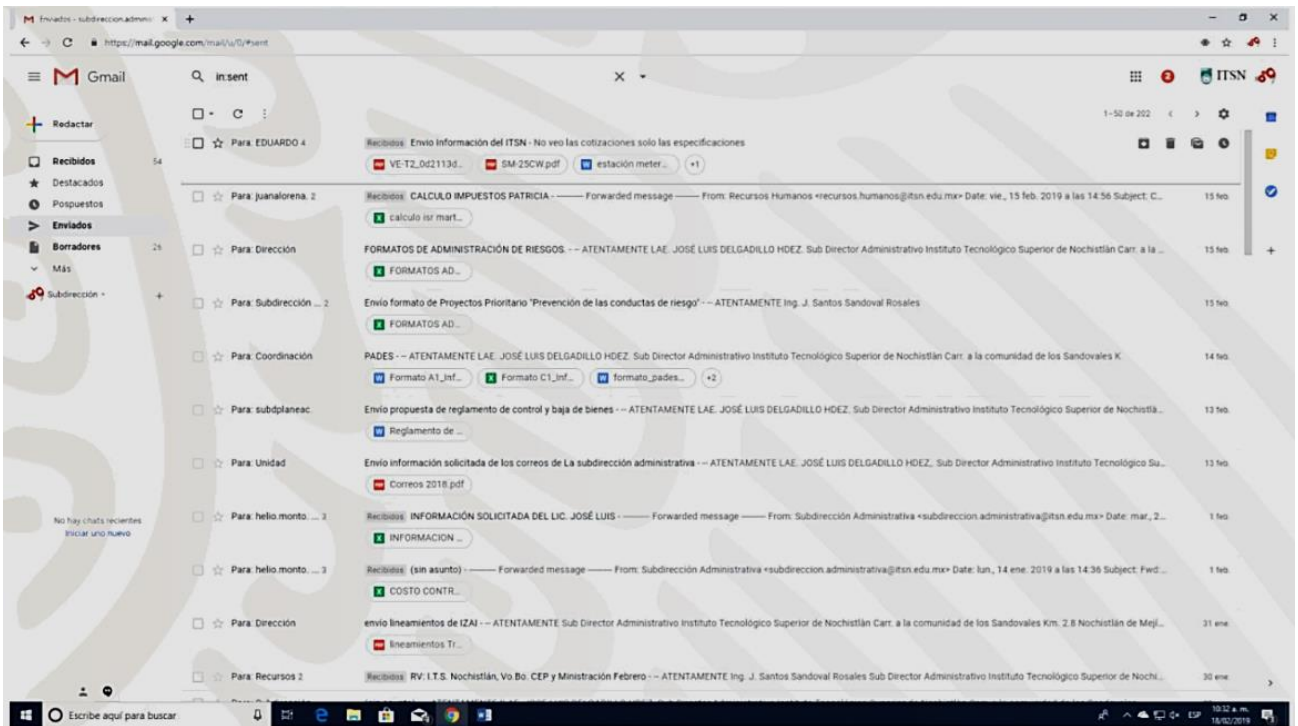 Enviados - subdireccion.adminis
https://mail.google.com/mail/u/0/#sent
Gmail
in:sent
ITSN
Redactar
1-50 de 202
Recibidos 54
Destacados
Pospuestos
Enviados
Borradores 26
Más
Subdirección
Para: EDUARDO 4 Recibidos Envio Información del ITSN - No veo las cotizaciones solo las especificaciones
VE-T2_0d2113d... SM-25CW.pdf estación meter... +1
Para: juanalorena. 2 Recibidos CALCULO IMPUESTOS PATRICIA - ——— Forwarded message ——— From: Recursos Humanos <recursos.humanos@itsn.edu.mx> Date: vie., 15 feb. 2019 a las 14:56 Subject: C... 15 feb.
calculo isr mart...
Para: Dirección FORMATOS DE ADMINISTRACIÓN DE RIESGOS. - -- ATENTAMENTE LAE. JOSÉ LUIS DELGADILLO HDEZ. Sub Director Administrativo Instituto Tecnológico Superior de Nochistlán Carr. a la ... 15 feb.
FORMATOS AD...
Para: Subdirección ... 2 Envío formato de Proyectos Prioritario "Prevención de las conductas de riesgo" - -- ATENTAMENTE Ing. J. Santos Sandoval Rosales 15 feb.
FORMATOS AD...
Para: Coordinación PADES - -- ATENTAMENTE LAE. JOSÉ LUIS DELGADILLO HDEZ. Sub Director Administrativo Instituto Tecnológico Superior de Nochistlán Carr. a la comunidad de los Sandovales K 14 feb.
Formato A1_Inf... Formato C1_Inf... formato_pades... +2
Para: subdplaneac. Envío propuesta de reglamento de control y baja de bienes - -- ATENTAMENTE LAE. JOSÉ LUIS DELGADILLO HDEZ. Sub Director Administrativo Instituto Tecnológico Superior de Nochistlá... 13 feb.
Reglamento de ...
Para: Unidad Envio información solicitada de los correos de La subdirección administrativa - -- ATENTAMENTE LAE. JOSÉ LUIS DELGADILLO HDEZ. Sub Director Administrativo Instituto Tecnológico Su... 13 feb.
Correos 2018.pdf
No hay chats recientes
Iniciar uno nuevo
Para: helio.monto. ... 3 Recibidos INFORMACIÓN SOLICITADA DEL LIC. JOSÉ LUIS - ——— Forwarded message ——— From: Subdirección Administrativa <subdireccion.administrativa@itsn.edu.mx> Date: mar., 2... 1 feb.
INFORMACION ...
Para: helio.monto. ... 3 Recibidos (sin asunto) - ——— Forwarded message ——— From: Subdirección Administrativa <subdireccion.administrativa@itsn.edu.mx> Date: lun., 14 ene. 2019 a las 14:36 Subject: Fwd:... 1 feb.
COSTO CONTR...
Para: Dirección envio lineamientos de IZAI - -- ATENTAMENTE Sub Director Administrativo Instituto Tecnológico Superior de Nochistlán Carr. a la comunidad de los Sandovales Km. 2.8 Nochistlán de Mejí... 31 ene.
lineamientos Tr...
Para: Recursos 2 Recibidos RV: I.T.S. Nochistlán, Vo.Bo. CEP y Ministración Febrero - -- ATENTAMENTE Ing. J. Santos Sandoval Rosales Sub Director Administrativo Instituto Tecnológico Superior de Nochi... 30 ene.
Escribe aquí para buscar
ESP
10:32 a. m.
18/02/2019